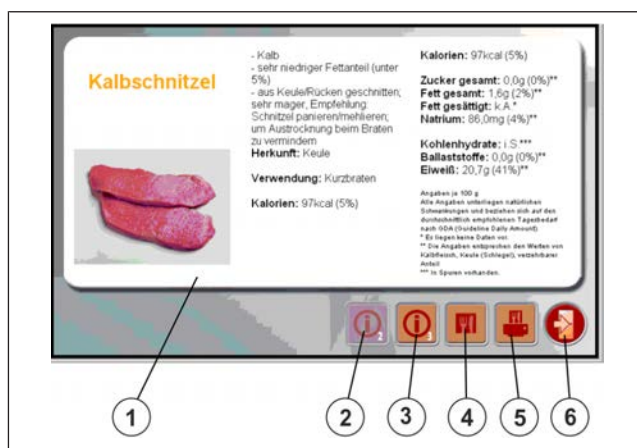 Kalbschnitzel
- Kalb
- sehr niedriger Fettanteil (unter
5%)
- aus Keule/Rücken geschnitten;
sehr mager, Empfehlung:
Schnitzel panieren/mehlieren;
um Austrocknung beim Braten
zu vermindern
Herkunft: Keule
Verwendung: Kurzbraten
Kalorien: 97kcal (5%)
Kalorien: 97kcal (5%)
Zucker gesamt: 0,0g (0%)**
Fett gesamt: 1,6g (2%)**
Fett gesättigt: k.A.*
Natrium: 86,0mg (4%)**
Kohlenhydrate: i.S.***
Ballaststoffe: 0,0g (0%)**
Eiweiß: 20,7g (41%)**
Angaben je 100 g
Alle Angaben unterliegen natürlichen
Schwankungen und beziehen sich auf den
durchschnittlich empfohlenen Tagesbedarf
nach GDA (Guideline Daily Amount)
* Es liegen keine Daten vor.
** Die Angaben entsprechen den Werten von
Kalbfleisch, Keule (Schlegel), verzehrbarer
Anteil
*** In Spuren vorhanden.
2
3
1
2
3
4
5
6